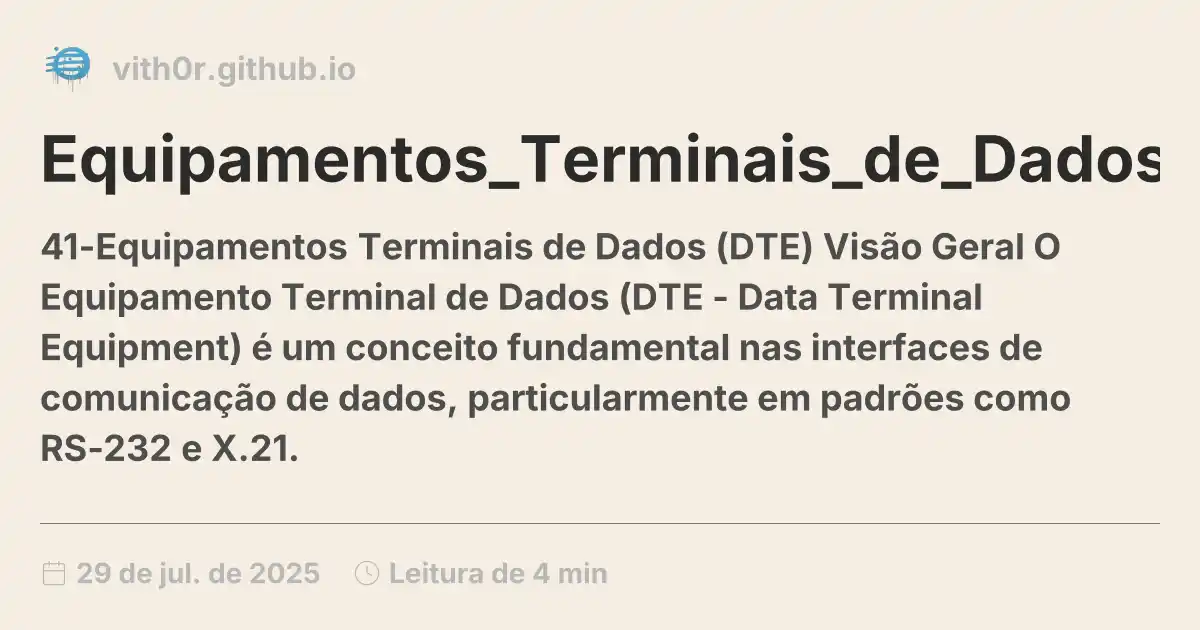 vith0r.github.io
Equipamentos_Terminais_de_Dados
41-Equipamentos Terminais de Dados (DTE) Visão Geral O
Equipamento Terminal de Dados (DTE - Data Terminal
Equipment) é um conceito fundamental nas interfaces de
comunicação de dados, particularmente em padrões como
RS-232 e X.21.
29 de jul. de 2025 Leitura de 4 min